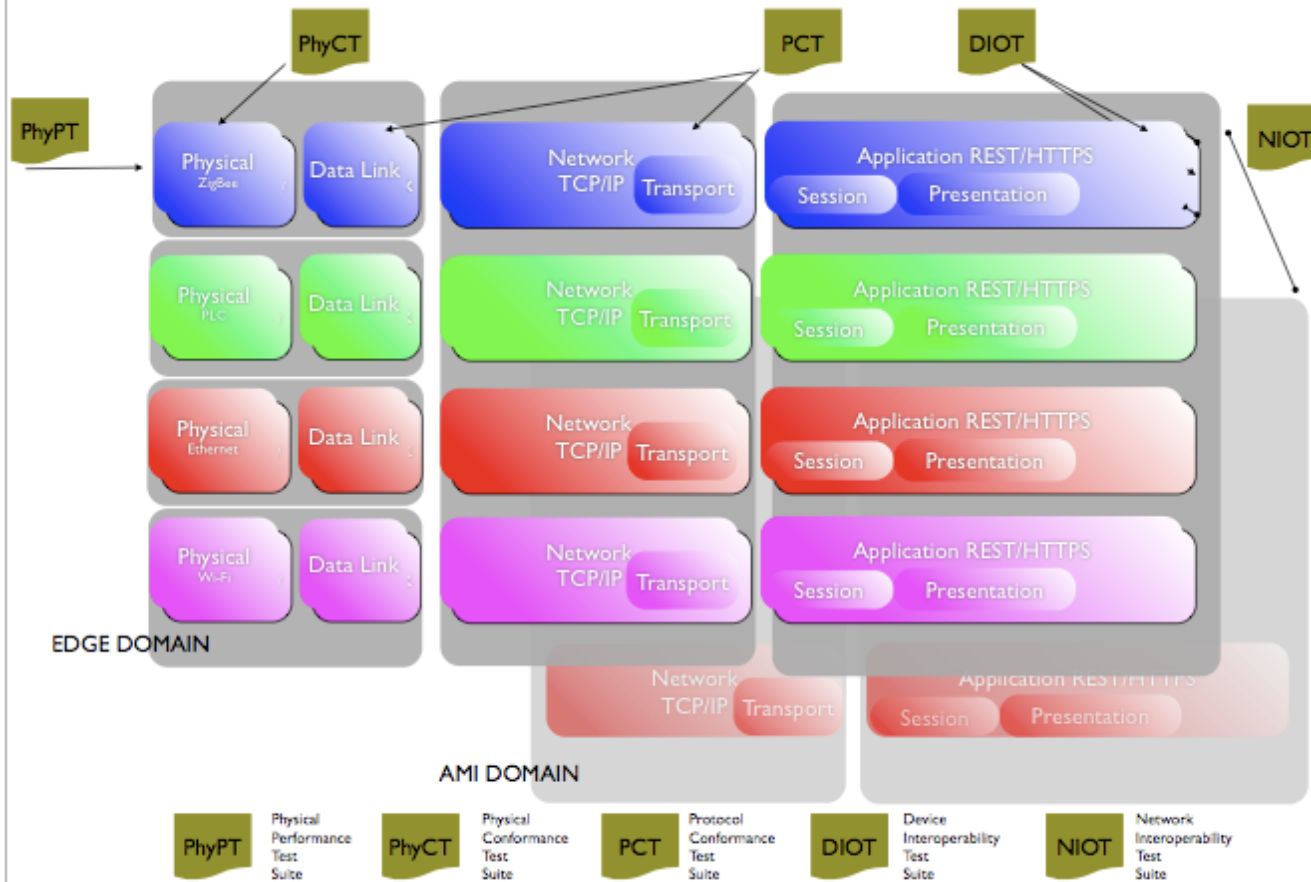 PhyCT
PCT
DIOT
PhyPT
NIOT
Physical
ZigBee
Data Link
Network
TCP/IP
Transport
Application REST/HTTPS
Session
Presentation
Physical
PLC
Data Link
Network
TCP/IP
Transport
Application REST/HTTPS
Session
Presentation
Physical
Ethernet
Data Link
Network
TCP/IP
Transport
Application REST/HTTPS
Session
Presentation
Physical
Wi-Fi
Data Link
Network
TCP/IP
Transport
Application REST/HTTPS
Session
Presentation
EDGE DOMAIN
Network
TCP/IP
Transport
Application REST/HTTPS
Session
Presentation
AMI DOMAIN
PhyPT
Physical
Performance
Test
Suite
PhyCT
Physical
Conformance
Test
Suite
PCT
Protocol
Conformance
Test
Suite
DIOT
Device
Interoperability
Test
Suite
NIOT
Network
Interoperability
Test
Suite